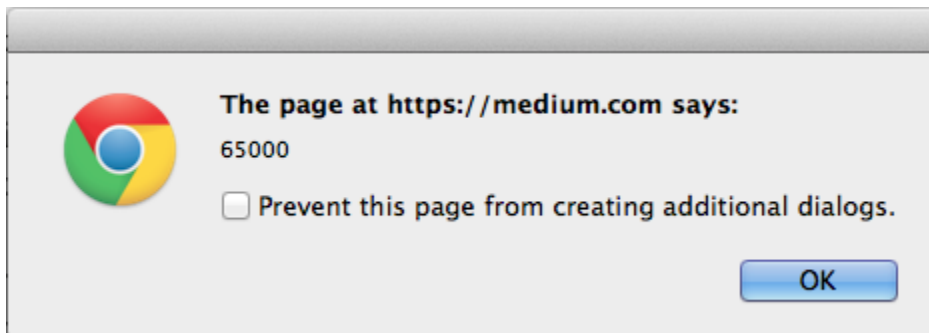 The page at https://medium.com says:
65000
Prevent this page from creating additional dialogs.
OK